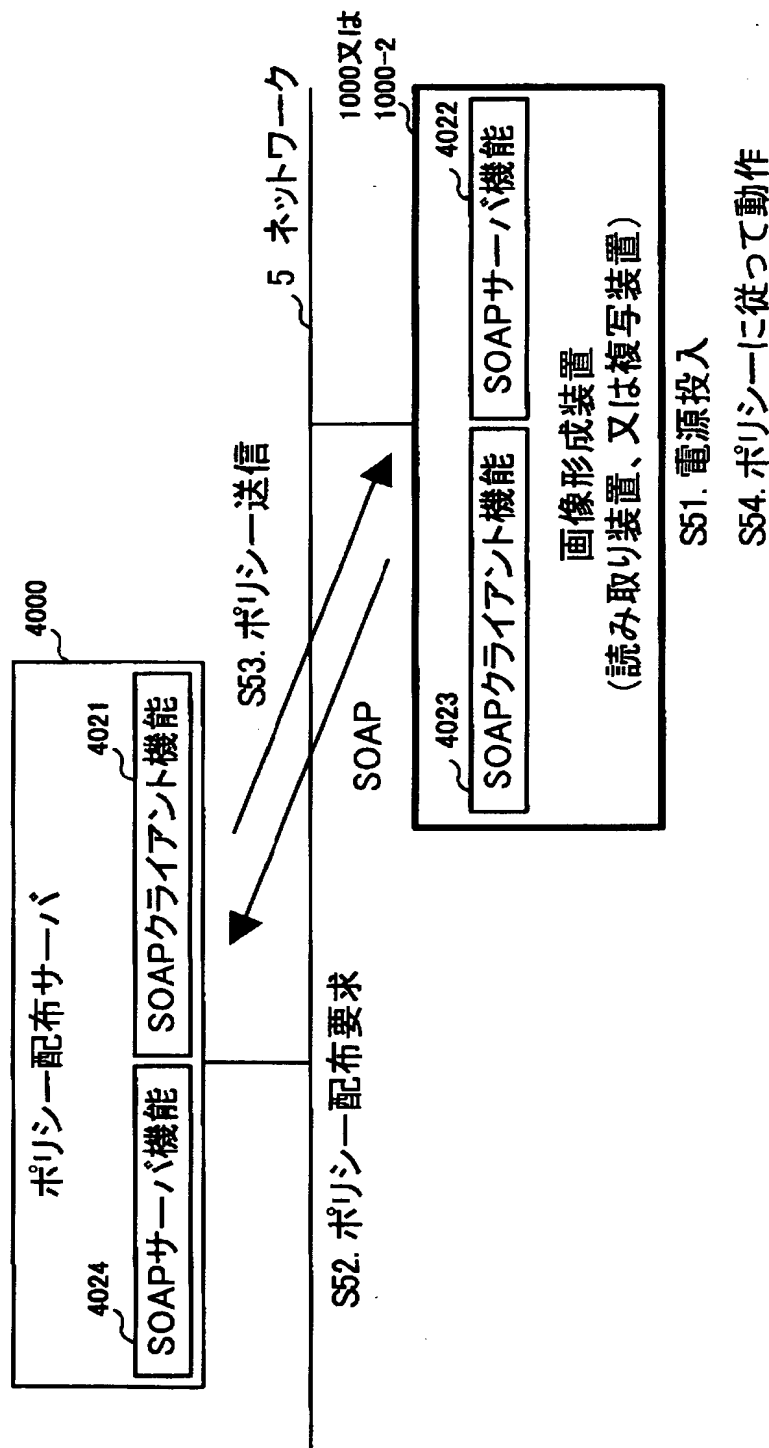 4000
ポリシー配布サーバ
4024
SOAPサーバ機能
4021
SOAPクライアント機能
S52. ポリシー配布要求
S53. ポリシー送信
SOAP
5 ネットワーク
1000又は
1000-2
4023
SOAPクライアント機能
4022
SOAPサーバ機能
画像形成装置
(読み取り装置、又は複写装置)
S51. 電源投入
S54. ポリシーに従って動作